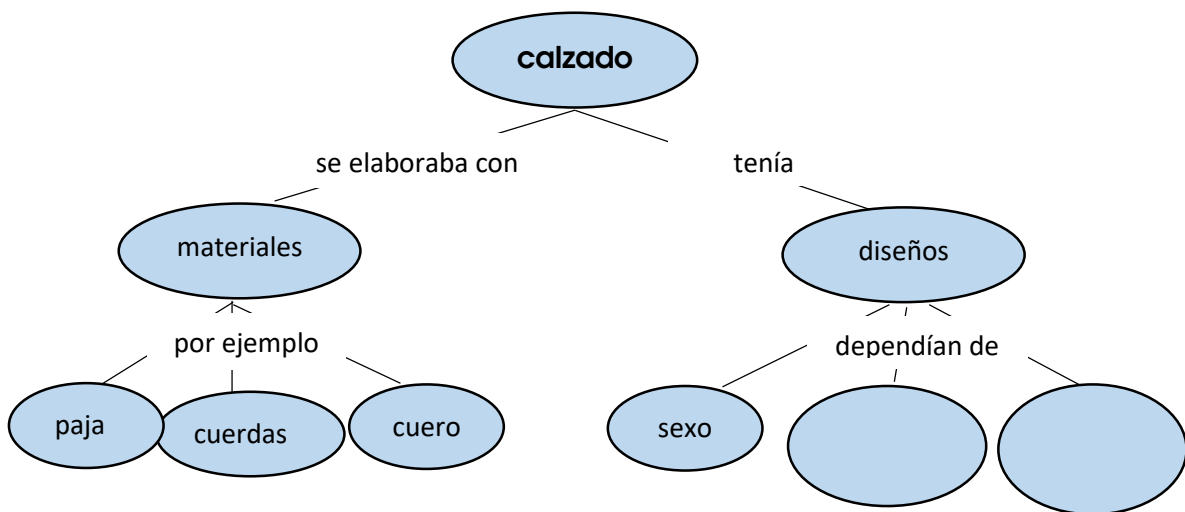 calzado
se elaboraba con
tenía
materiales
diseños
por ejemplo
dependían de
paja
cuerdas
cuero
sexo